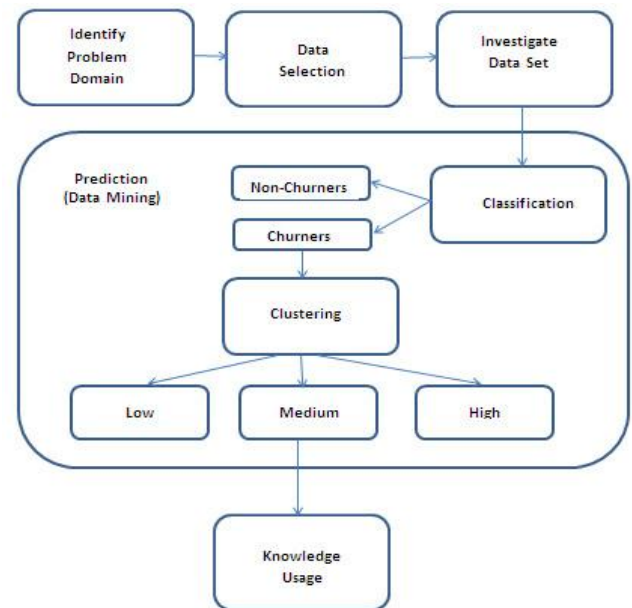 Identify
Problem
Domain
Data
Selection
Investigate
Data Set
Prediction
(Data Mining)
Non-Churners
Classification
Churners
Clustering
Low
Medium
High
Knowledge
Usage